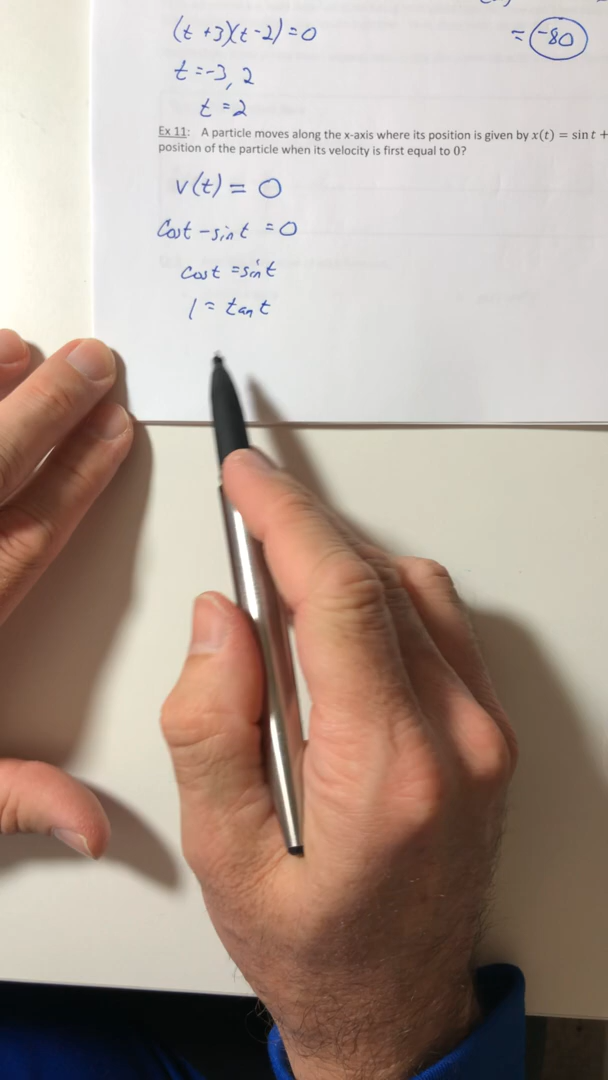 (t+3)(t-2)=0
= -80
t=-3, 2
t=2
Ex 11: A particle moves along the x-axis where its position is given by x(t) = sin t +
position of the particle when its velocity is first equal to 0?
v(t) = 0
Cost - sin t = 0
cost = sin t
1 = tan t